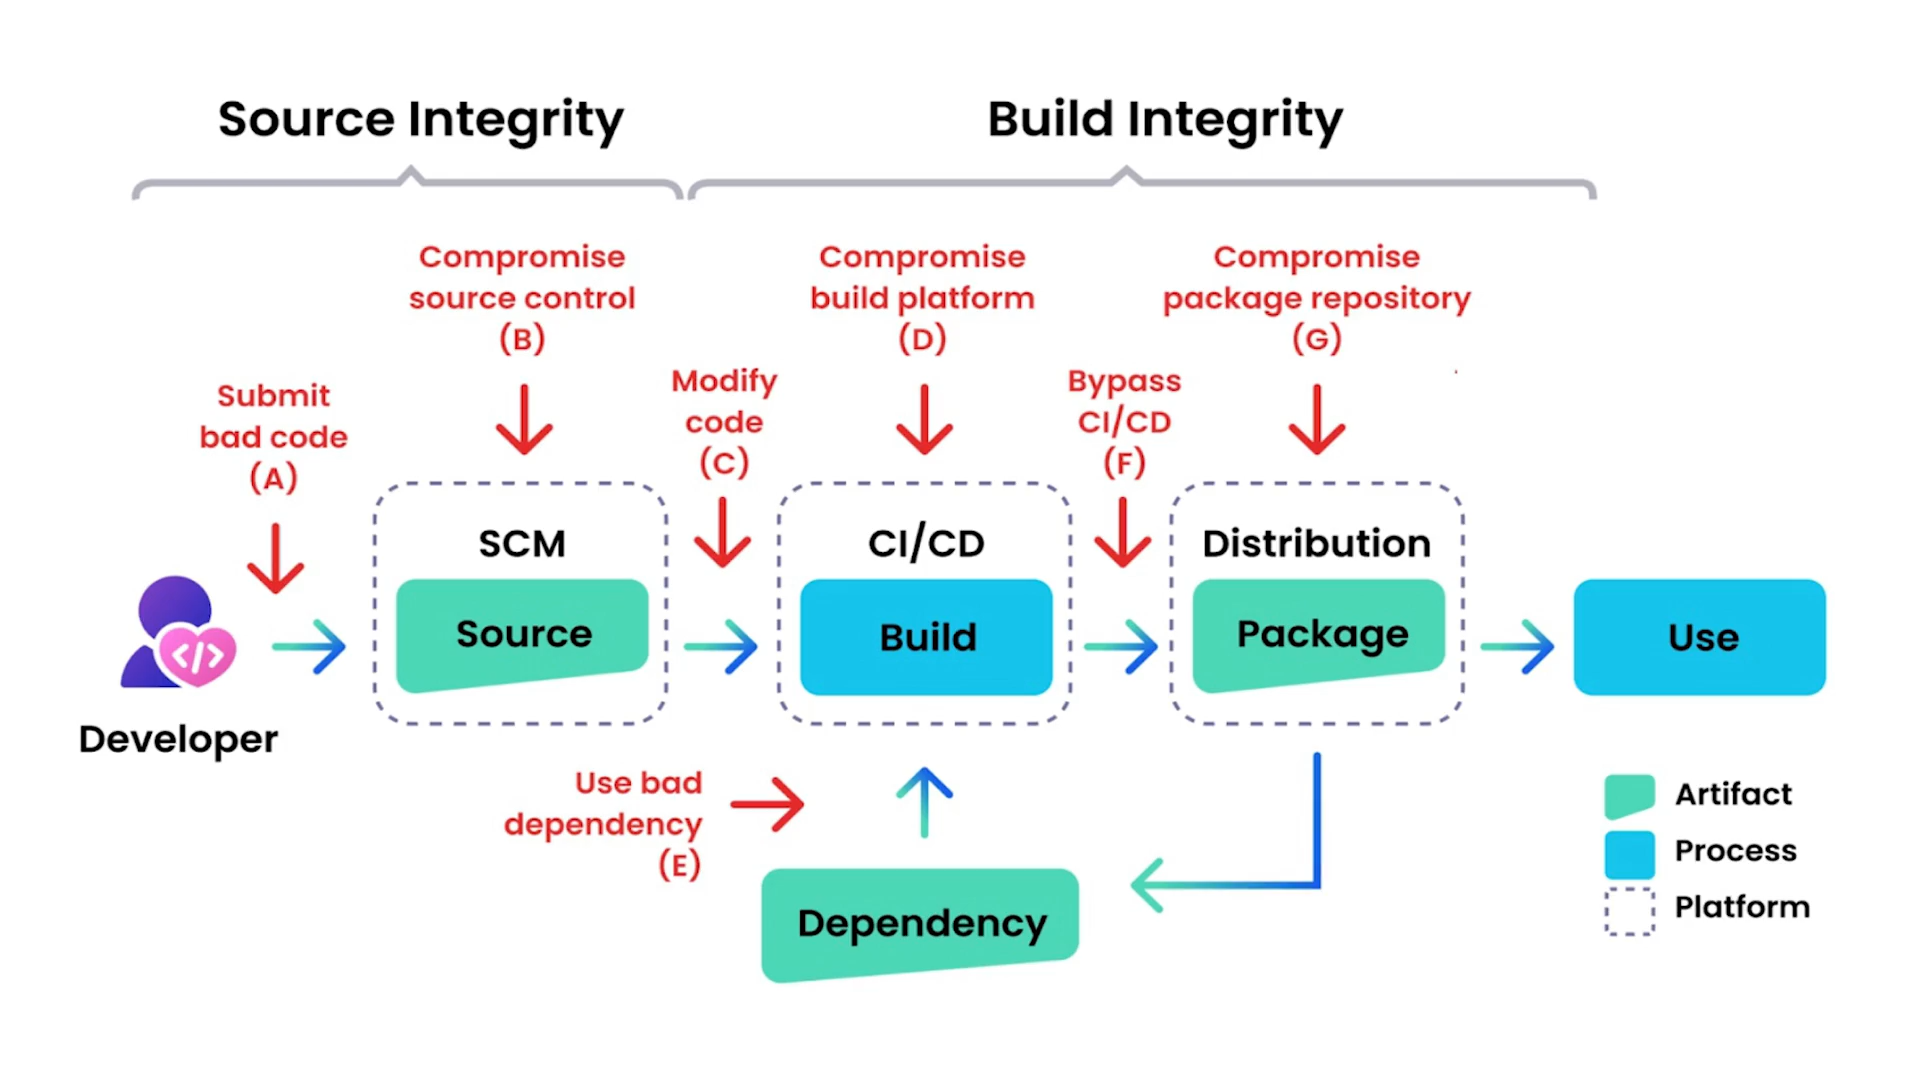 Source Integrity
Build Integrity
Compromise
source control
(B)
Compromise
build platform
(D)
Compromise
package repository
(G)
Submit
bad code
(A)
Modify
code
(C)
Bypass
CI/CD
(F)
SCM
Source
CI/CD
Build
Distribution
Package
Use
</>
Developer
Use bad
dependency
(E)
Dependency
Artifact
Process
Platform